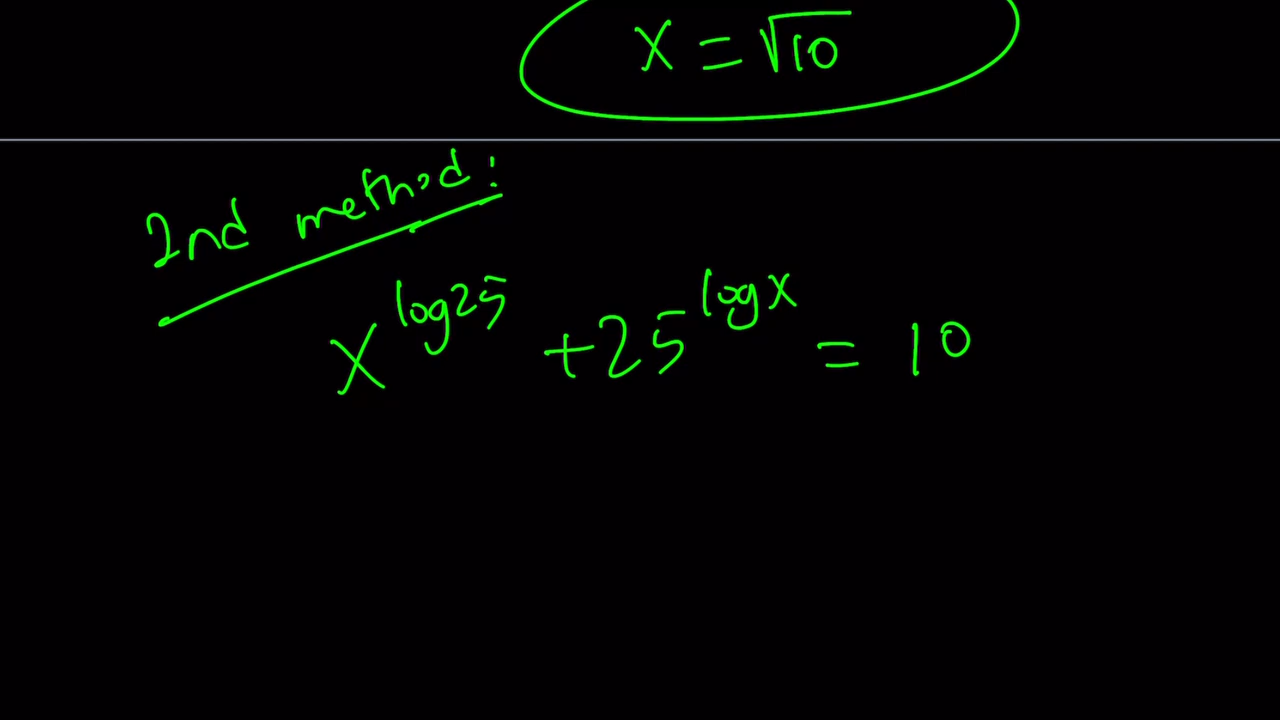 X = √10
2nd method:
X^log25 + 25^logx = 10